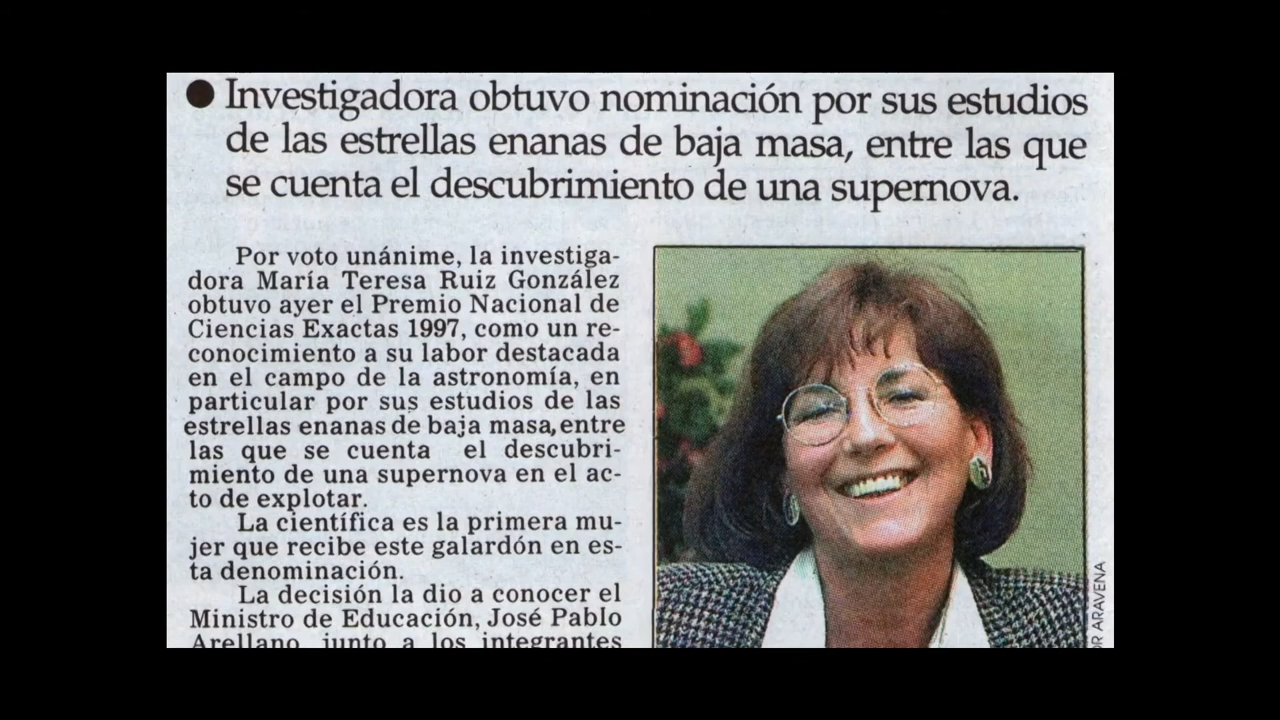 ● Investigadora obtuvo nominación por sus estudios
de las estrellas enanas de baja masa, entre las que
se cuenta el descubrimiento de una supernova.
Por voto unánime, la investiga-
dora María Teresa Ruiz González
obtuvo ayer el Premio Nacional de
Ciencias Exactas 1997, como un re-
conocimiento a su labor destacada
en el campo de la astronomía, en
particular por sus estudios de las
estrellas enanas de baja masa, entre
las que se cuenta el descubri-
miento de una supernova en el ac-
to de explotar.
La científica es la primera mu-
jer que recibe este galardón en es-
ta denominación.
La decisión la dio a conocer el
Ministro de Educación, José Pablo
Arellano, junto a los integrantes
OR ARAVENA